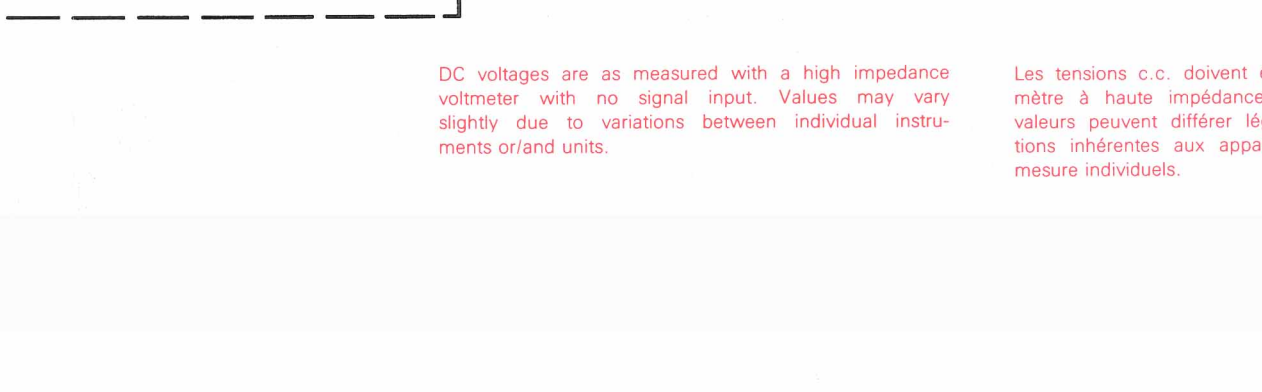 DC voltages are as measured with a high impedance
voltmeter with no signal input. Values may vary
slightly due to variations between individual instru-
ments or/and units.
Les tensions c.c. doivent
mètre à haute impédance
valeurs peuvent différer
tions inhérentes aux
mesure individuels.